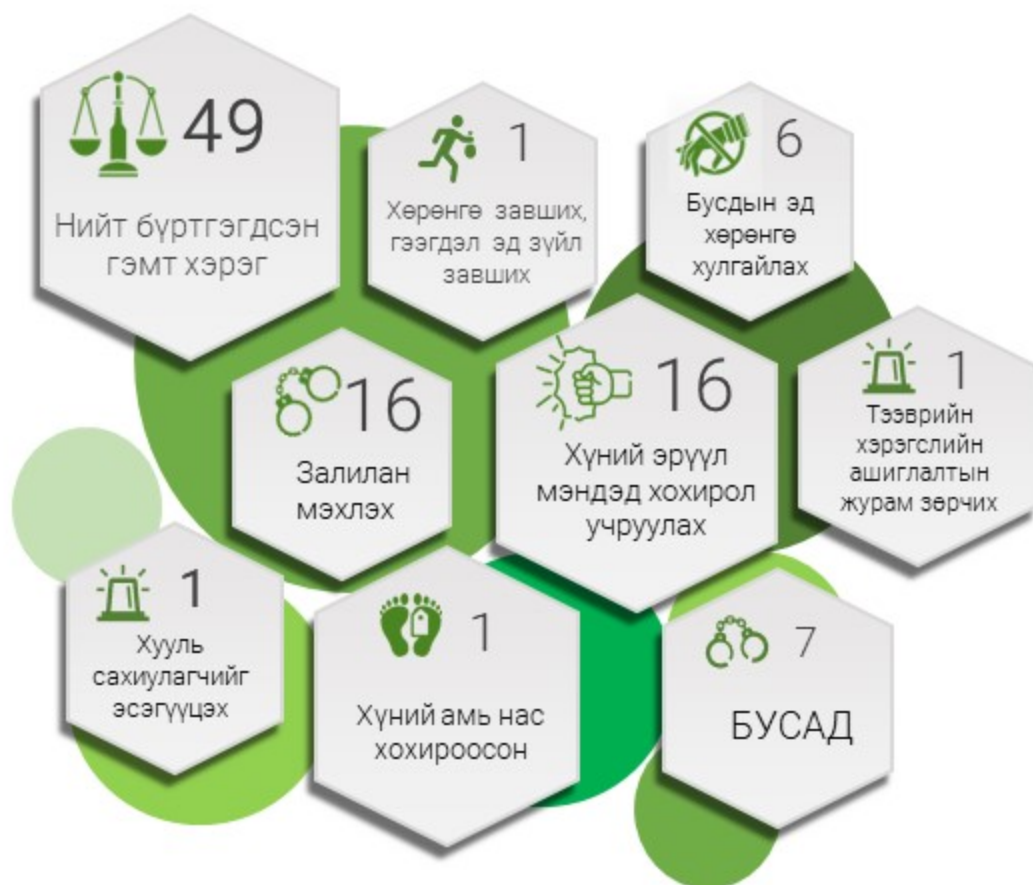 49
Нийт бүртгэгдсэн
гэмт хэрэг
1
Хөрөнгө завших,
гээгдэл эд зүйл
завших
6
Бусдын эд
хөрөнгө
хулгайлах
16
Залилан
мэхлэх
16
Хүний эрүүл
мэндэд хохирол
учруулах
1
Тээврийн
хэрэгслийн
ашиглалтын
журам зөрчих
1
Хууль
сахиулагчийг
эсэгүүцэх
1
Хүний амь нас
хохироосон
7
БУСАД